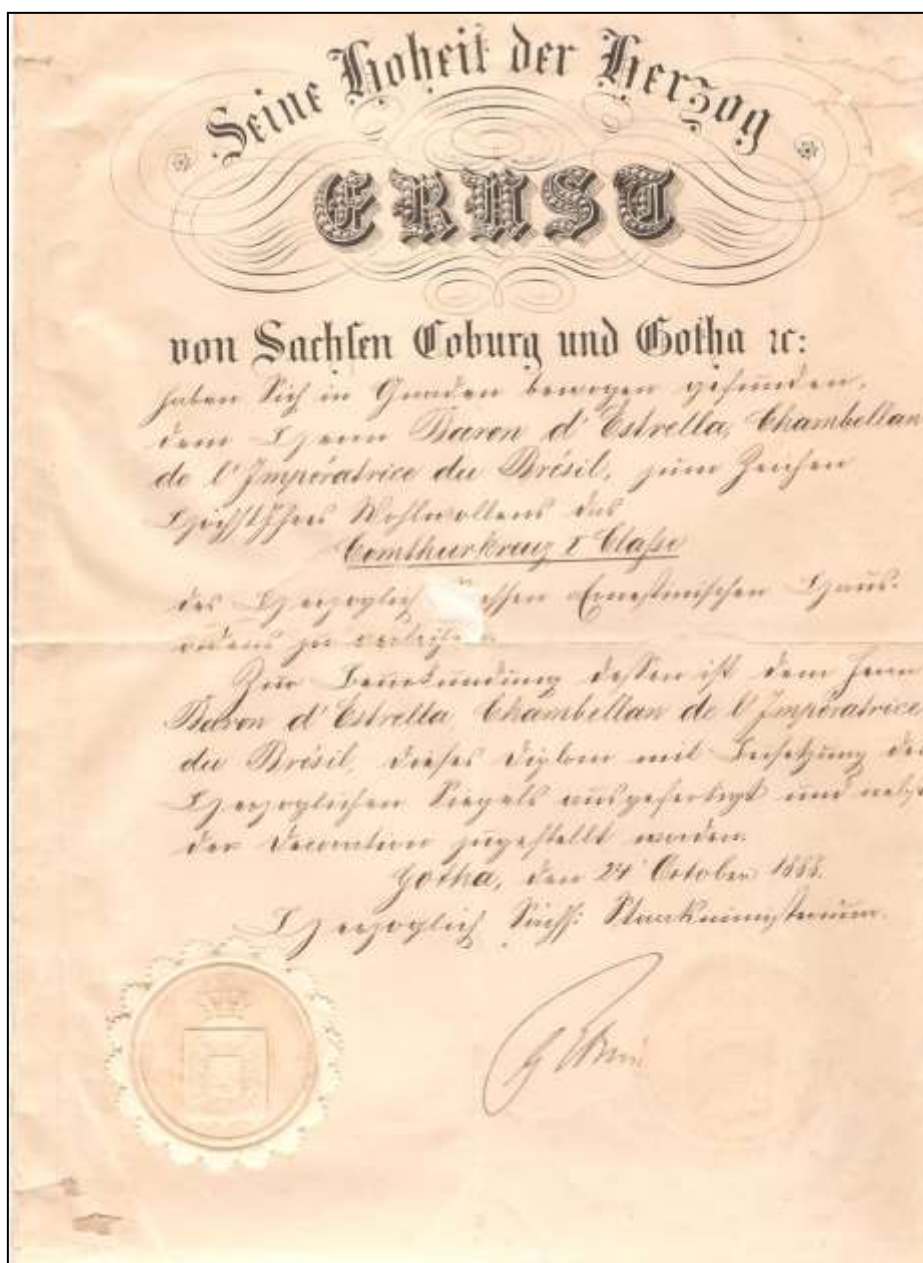 Seine Hoheit der Herzog
ERNST
von Sachsen Coburg und Gotha ꝛc:
haben Sich in Gnaden bewogen gefunden,
dem Herrn Baron d'Estrella, Chambellan
de l'Impératrice du Brésil, zum Zeichen
Höchstihres Wohlwollens das
Comthurkreuz I Classe
des Herzoglich Ernestinischen Haus-
ordens zu verleihen.
Zur Beurkundung dessen ist dem Herrn
Baron d'Estrella Chambellan de l'Impératrice
du Brésil, dieses Diplom mit Beisetzung des
Herzoglichen Siegels ausgefertigt und nebst
der Decoration zugestellt worden.
Gotha, den 24 October 1888.
Herzoglich Sächs: Staatsministerium.